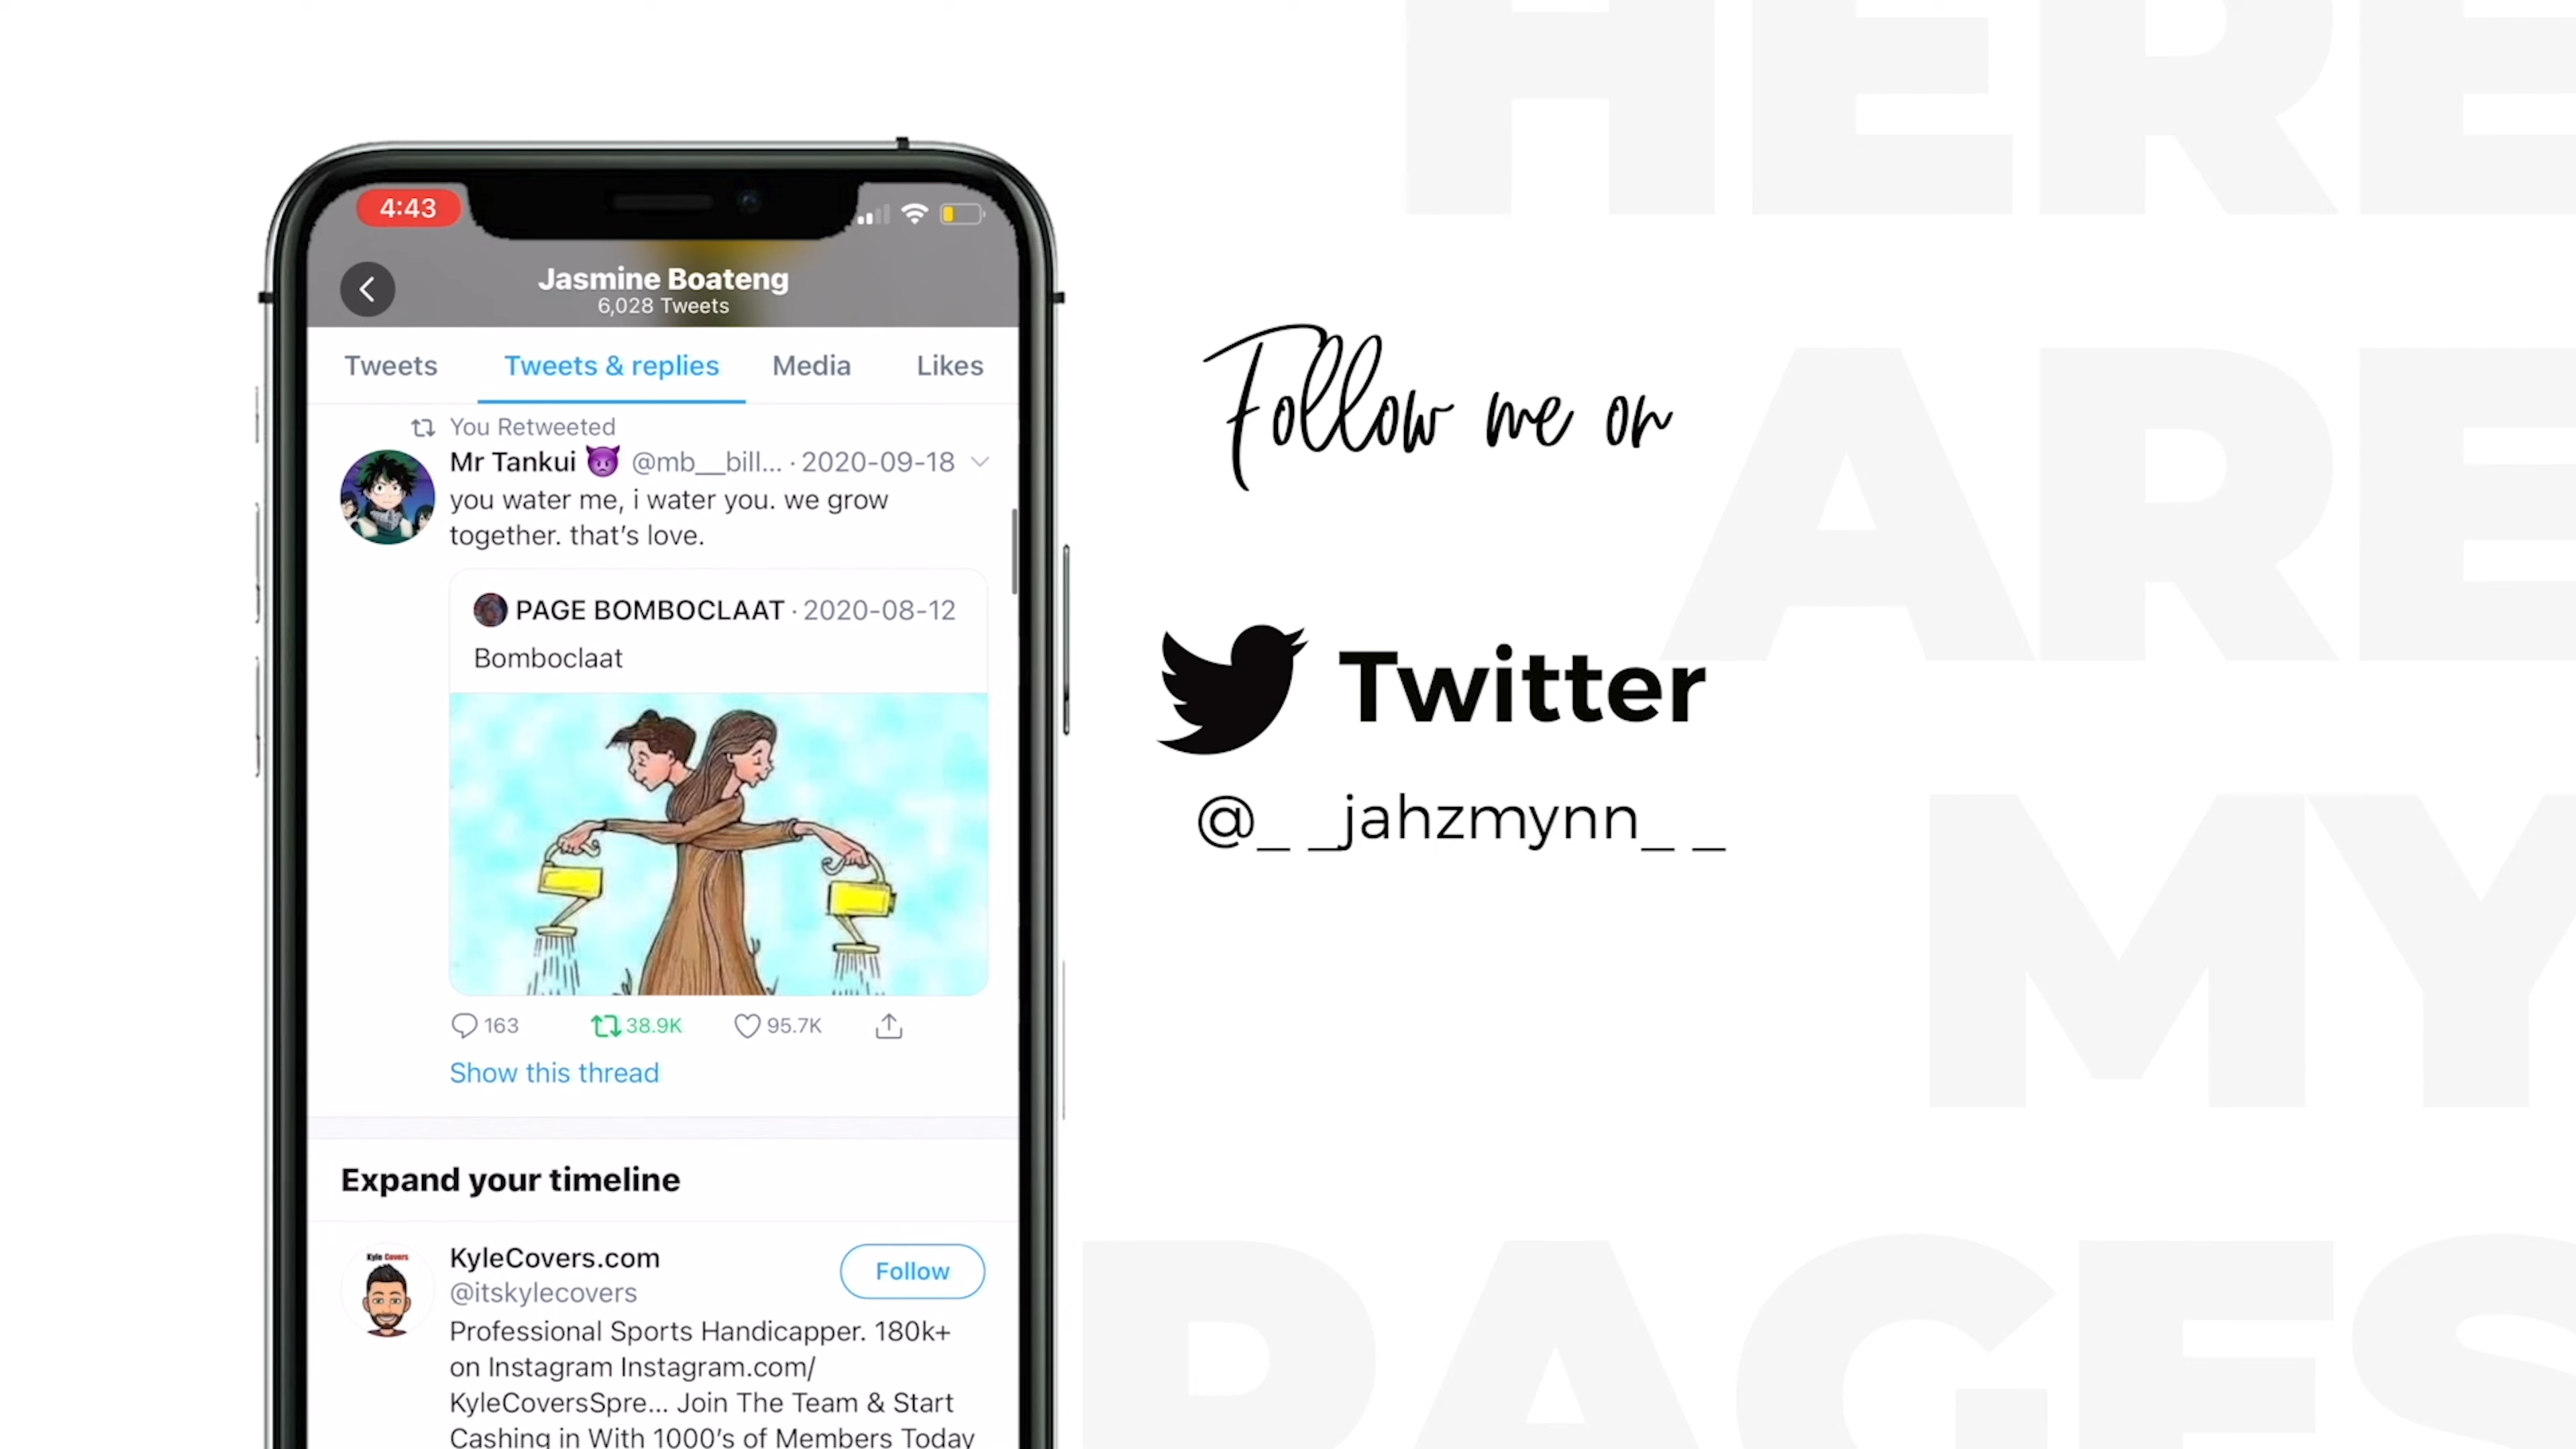 4:43
Jasmine Boateng
6,028 Tweets
Tweets
Tweets & replies
Media
Likes
You Retweeted
Mr Tankui @mb__bill... · 2020-09-18
you water me, i water you. we grow
together. that's love.
PAGE BOMBOCLAAT · 2020-08-12
Bomboclaat
163
38.9K
95.7K
Show this thread
Expand your timeline
Kyle Covers
KyleCovers.com
@itskylecovers
Follow
Professional Sports Handicapper. 180k+
on Instagram Instagram.com/
KyleCoversSpre... Join The Team & Start
Cashing in With 1000's of Members Today
Follow me on
Twitter
@_ _jahzmynn_ _
HERE
ARE
MY
PAGES